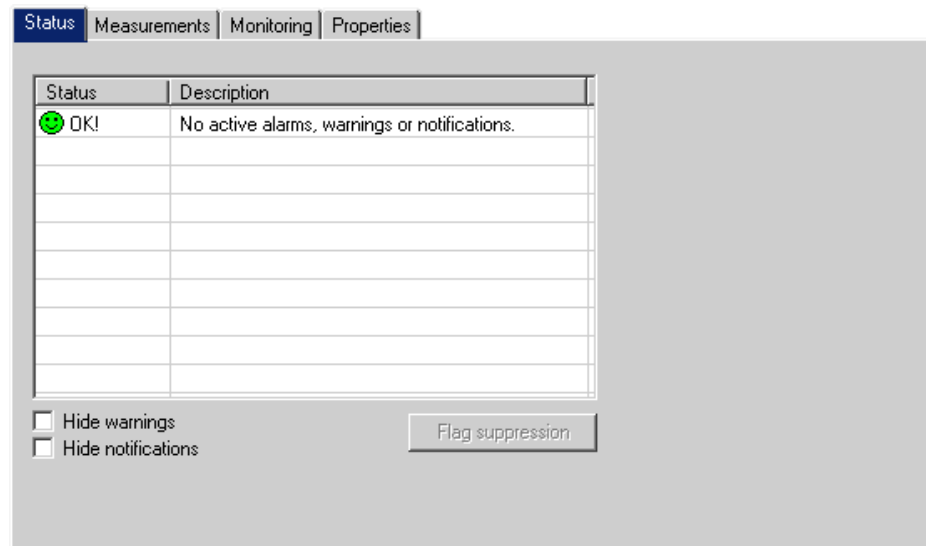 Status Measurements Monitoring Properties
Status Description
OK! No active alarms, warnings or notifications.
Hide warnings
Flag suppression
Hide notifications